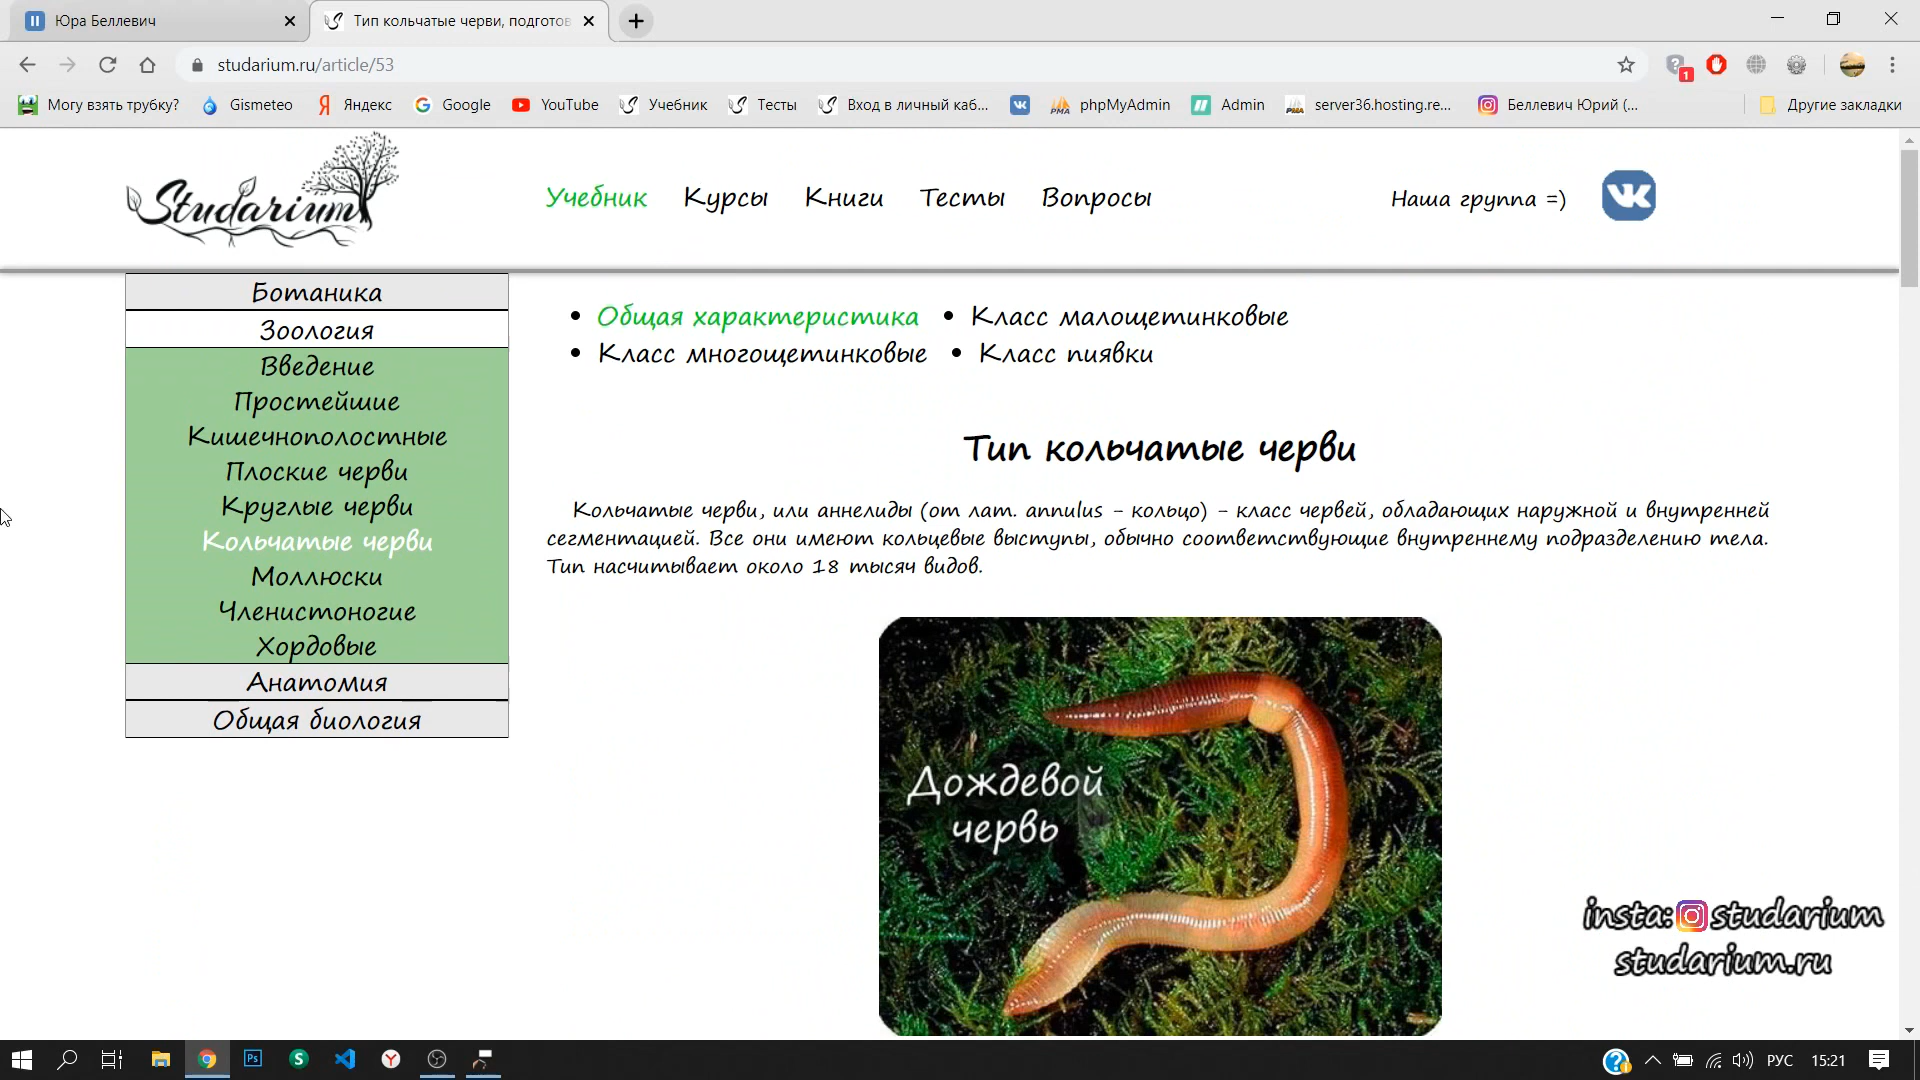 Юра Беллевич
Тип кольчатые черви, подготов
studarium.ru/article/53
1
Могу взять трубку?
Gismeteo
Яндекс
Google
YouTube
Учебник
Тесты
Вход в личный каб...
phpMyAdmin
Admin
server36.hosting.re...
Беллевич Юрий (...
Другие закладки
Studarium
Учебник
Курсы
Книги
Тесты
Вопросы
Наша группа =)
Ботаника
Зоология
Введение
Простейшие
Кишечнополостные
Плоские черви
Круглые черви
Кольчатые черви
Моллюски
Членистоногие
Хордовые
Анатомия
Общая биология
• Общая характеристика • Класс малощетинковые
• Класс многощетинковые • Класс пиявки
Тип кольчатые черви
Кольчатые черви, или аннелиды (от лат. annulus - кольцо) - класс червей, обладающих наружной и внутренней
сегментацией. Все они имеют кольцевые выступы, обычно соответствующие внутреннему подразделению тела.
Тип насчитывает около 18 тысяч видов.
Дождевой
червь
insta: studarium
studarium.ru
РУС
15:21